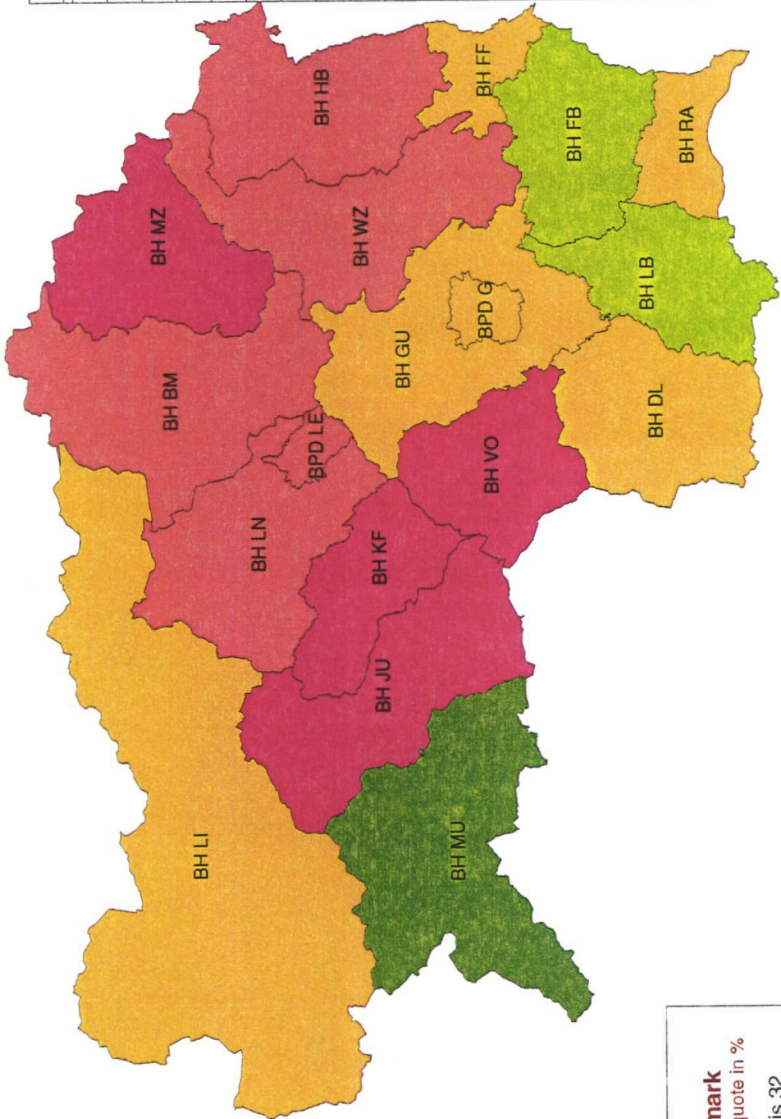 BH LI
BH MU
BH JU
BH KF
BH LN
BPD LE
BH BM
BH MZ
BH VO
BH GU
BPD G
BH WZ
BH HB
BH DL
BH LB
BH FB
BH FF
BH RA
mark
quote in %
is 32